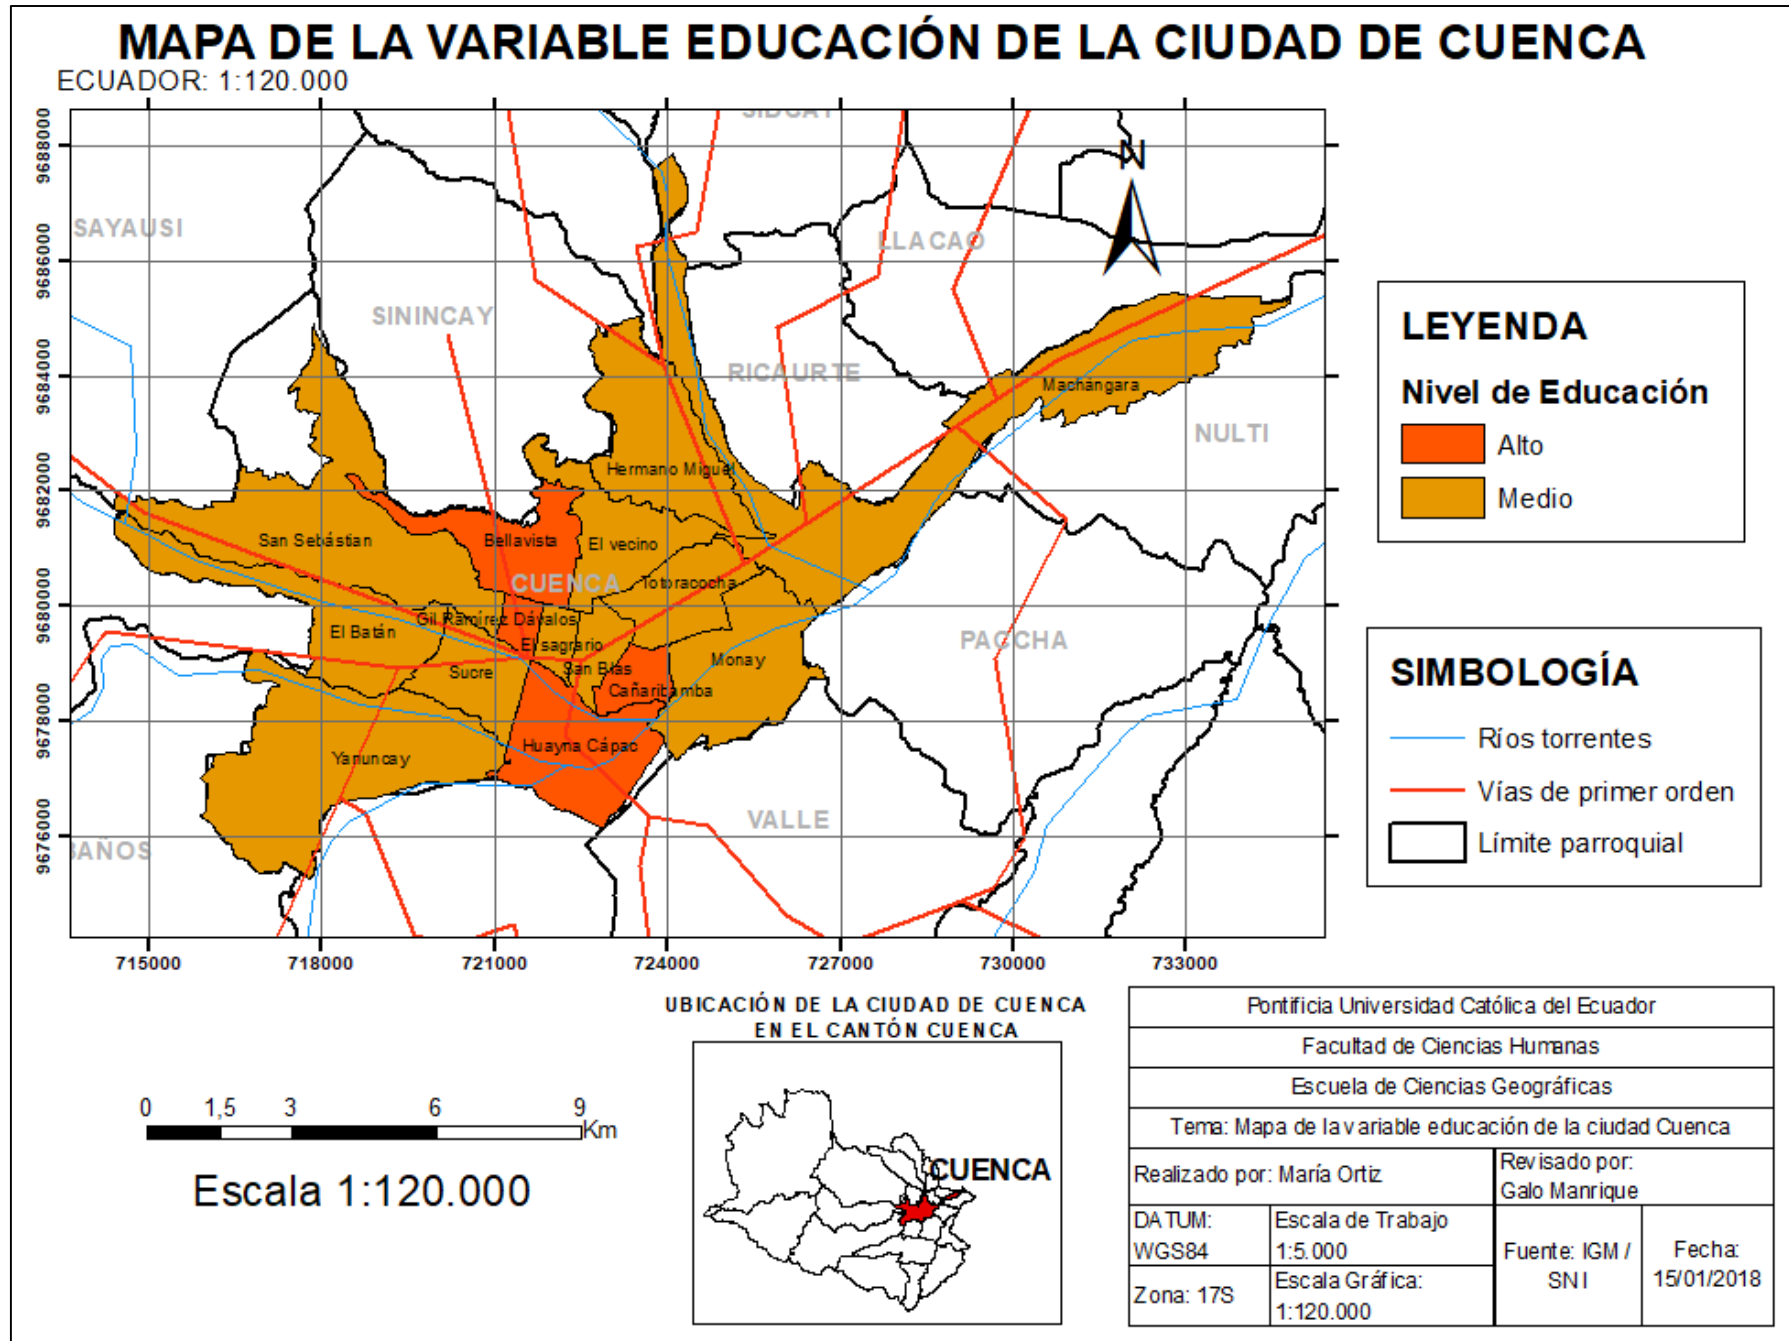 MAPA DE LA VARIABLE EDUCACIÓN DE LA CIUDAD DE CUENCA
ECUADOR: 1:120.000
9688000
9686000
9684000
9682000
9680000
9678000
9676000
SIDCAY
N
SAYAUSI
LLACAO
SININCAY
RICAURTE
Machángara
NULTI
Hermano Miguel
San Sebástian
Bellavista
El vecino
CUENCA
Totoracocha
Gil Ramírez Dávalos
El Batán
El sagrario
PACCHA
San Blas
Monay
Sucre
Cañaribamba
Huayna Cápac
Yanuncay
VALLE
BAÑOS
715000
718000
721000
724000
727000
730000
733000
LEYENDA
Nivel de Educación
Alto
Medio
SIMBOLOGÍA
Ríos torrentes
Vías de primer orden
Límite parroquial
0 1,5 3 6 9
Km
Escala 1:120.000
UBICACIÓN DE LA CIUDAD DE CUENCA
EN EL CANTÓN CUENCA
CUENCA
Pontificia Universidad Católica del Ecuador
Facultad de Ciencias Humanas
Escuela de Ciencias Geográficas
Tema: Mapa de la variable educación de la ciudad Cuenca
Realizado por: María Ortiz
Revisado por:
Galo Manrique
DATUM:
WGS84
Escala de Trabajo
1:5.000
Fuente: IGM /
SNI
Fecha:
15/01/2018
Zona: 17S
Escala Gráfica:
1:120.000